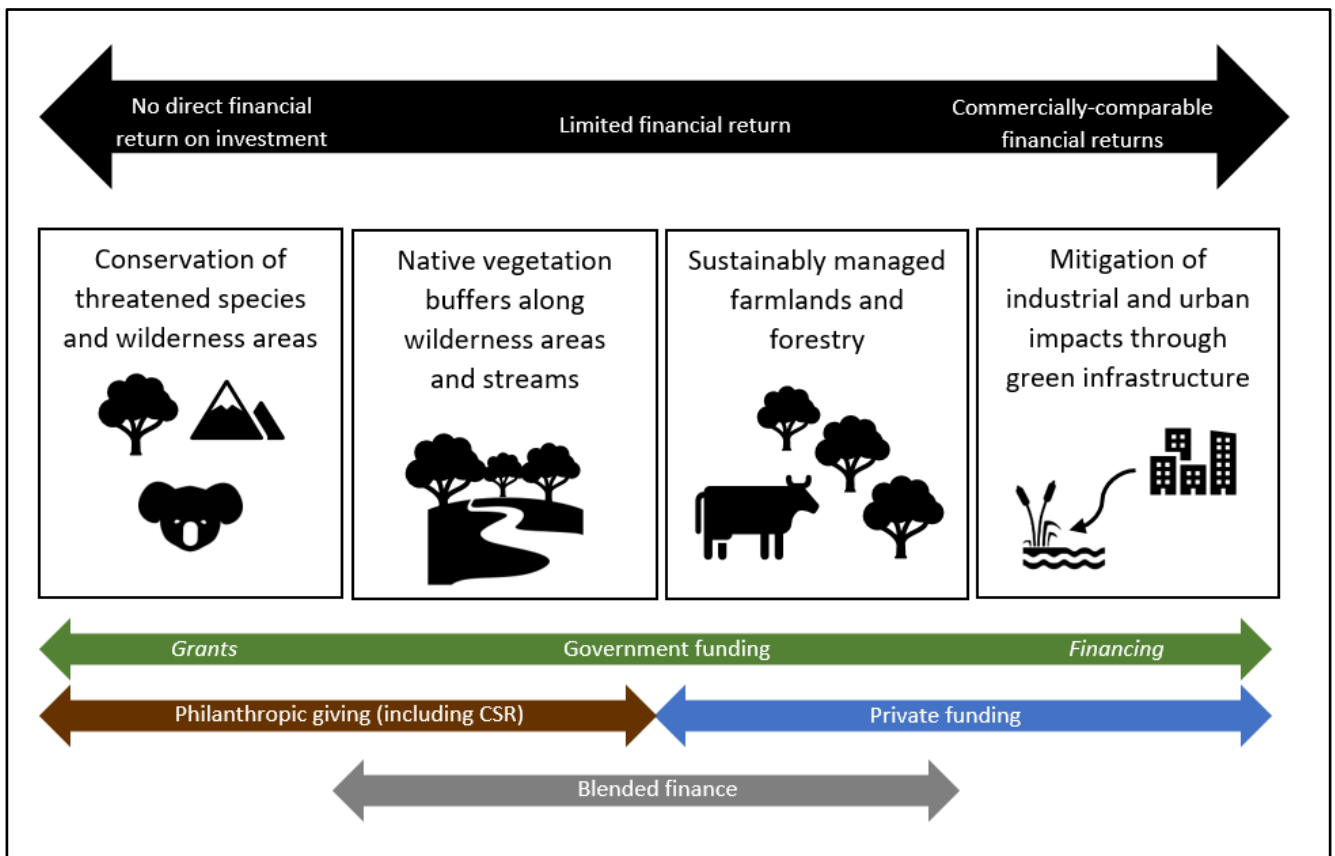 No direct financial
return on investment
Limited financial return
Commercially-comparable
financial returns
Conservation of
threatened species
and wilderness areas
Native vegetation
buffers along
wilderness areas
and streams
Sustainably managed
farmlands and
forestry
Mitigation of
industrial and urban
impacts through
green infrastructure
Grants
Government funding
Financing
Philanthropic giving (including CSR)
Private funding
Blended finance